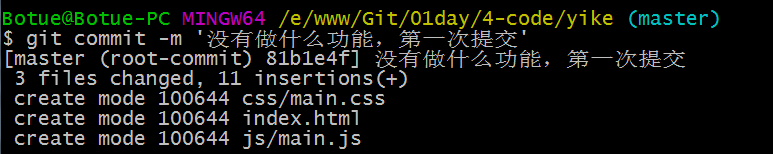 Botue@Botue-PC MINGW64 /e/www/Git/01day/4-code/yike (master)
$ git commit -m '没有做什么功能，第一次提交'
[master (root-commit) 81b1e4f] 没有做什么功能，第一次提交
 3 files changed, 11 insertions(+)
 create mode 100644 css/main.css
 create mode 100644 index.html
 create mode 100644 js/main.js